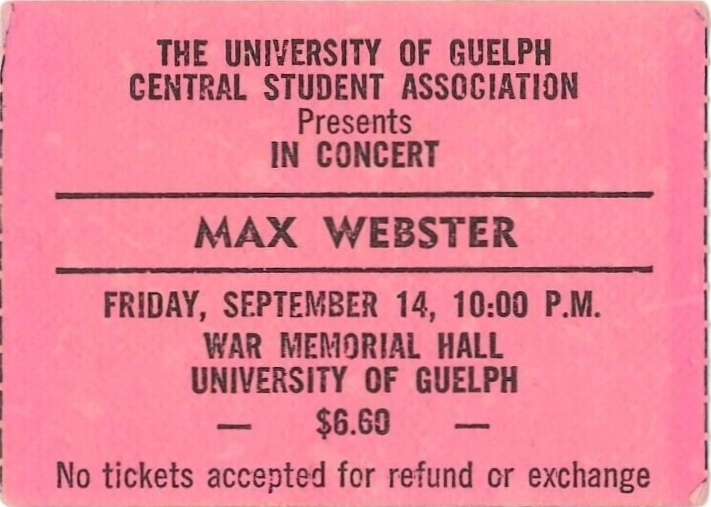 THE UNIVERSITY OF GUELPH
CENTRAL STUDENT ASSOCIATION
Presents
IN CONCERT
MAX WEBSTER
FRIDAY, SEPTEMBER 14, 10:00 P.M.
WAR MEMORIAL HALL
UNIVERSITY OF GUELPH
— $6.60 —
No tickets accepted for refund or exchange